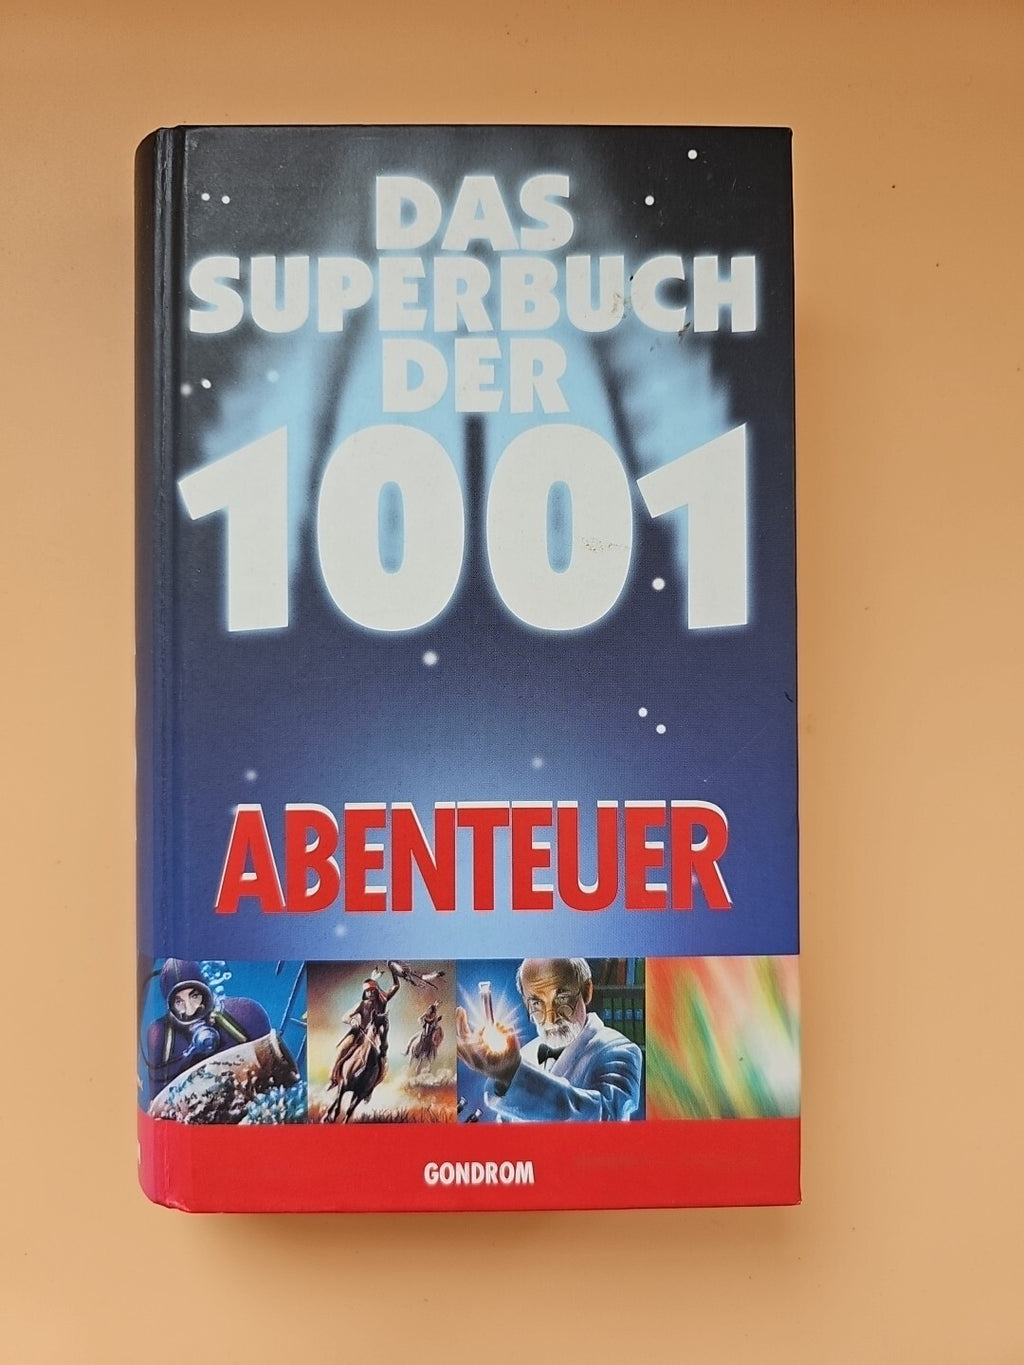 DAS
SUPERBUCH
DER
1001
ABENTEUER
GONDROM